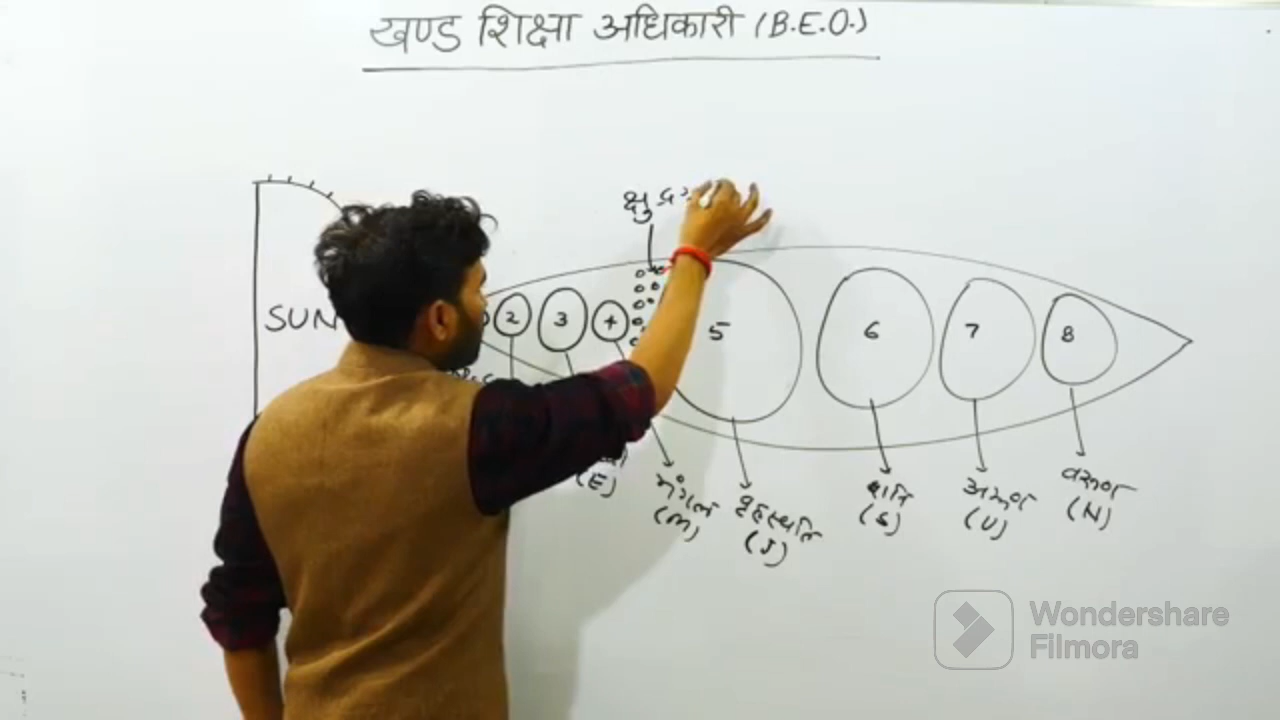 खण्ड शिक्षा अधिकारी (B.E.O.)
क्षुद्र
SUN
2
3
4
5
6
7
8
(E)
मंगल
(M)
बृहस्पति
(J)
शनि
(S)
अरुण
(U)
वरुण
(N)
Wondershare
Filmora